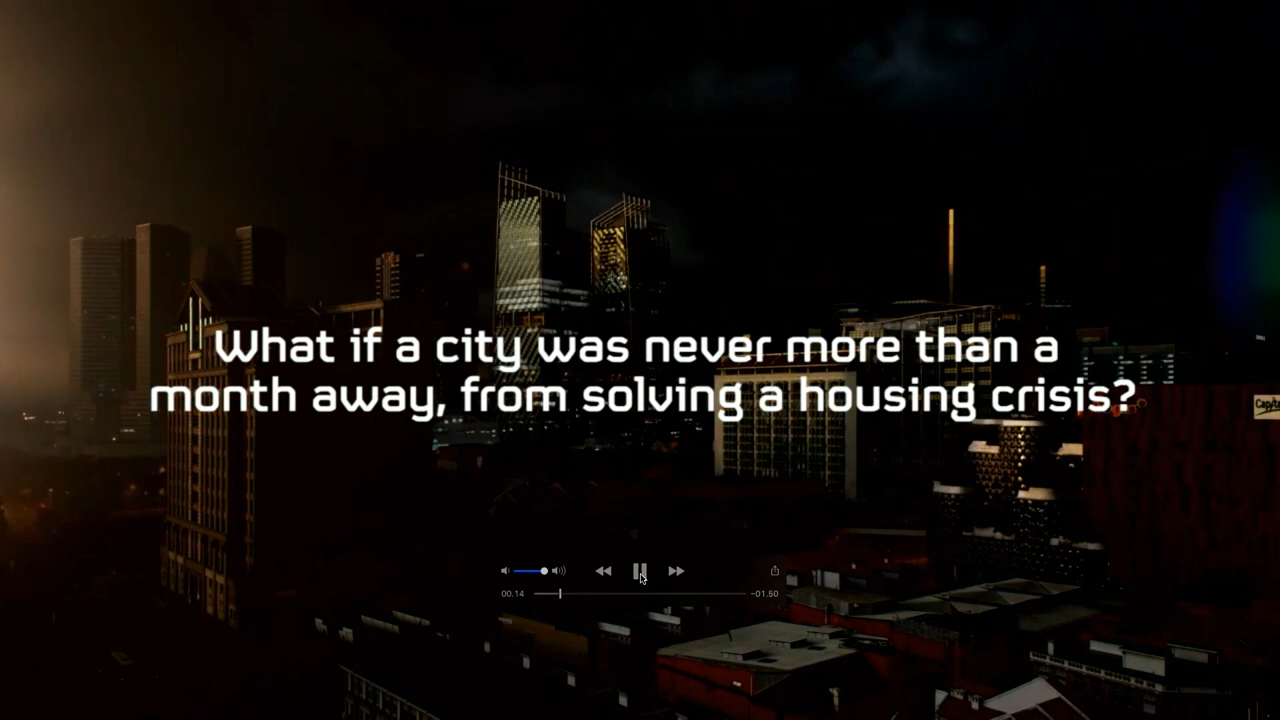 What if a city was never more than a
month away, from solving a housing crisis?
00.14
−01.50